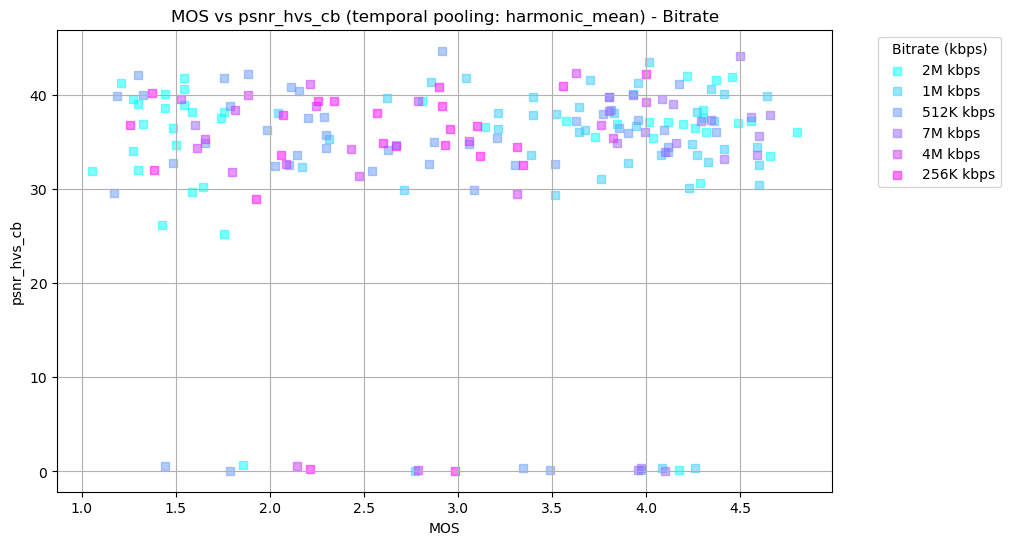 MOS vs psnr_hvs_cb (temporal pooling: harmonic_mean) - Bitrate
Bitrate (kbps)
2M kbps
1M kbps
512K kbps
7M kbps
4M kbps
256K kbps
psnr_hvs_cb
40
30
20
10
0
1.0 1.5 2.0 2.5 3.0 3.5 4.0 4.5
MOS